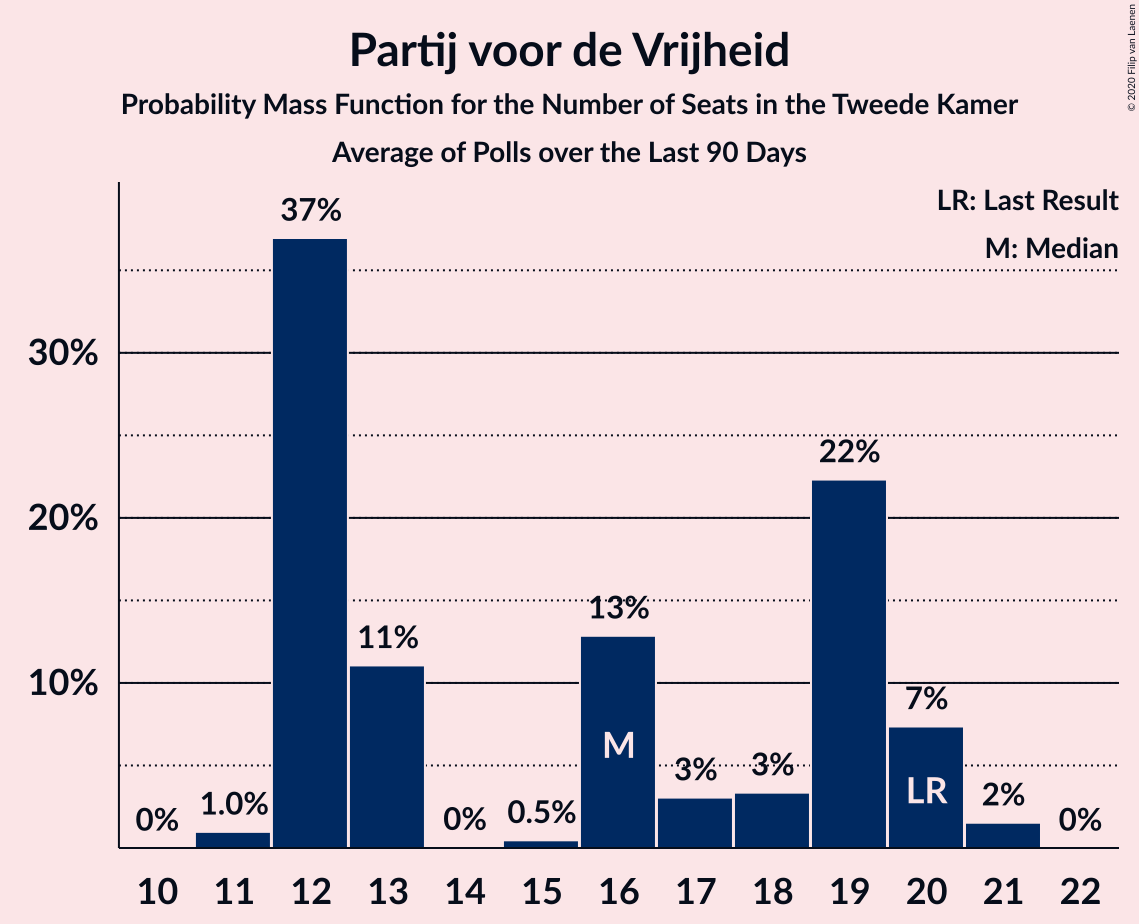 Partij voor de Vrijheid
Probability Mass Function for the Number of Seats in the Tweede Kamer
Average of Polls over the Last 90 Days
© 2020 Filip van Laenen
LR: Last Result
M: Median
37%
30%
22%
20%
13%
11%
10%
7%
M
3%
3%
LR
2%
1.0%
0.5%
0%
0%
0%
10 11 12 13 14 15 16 17 18 19 20 21 22